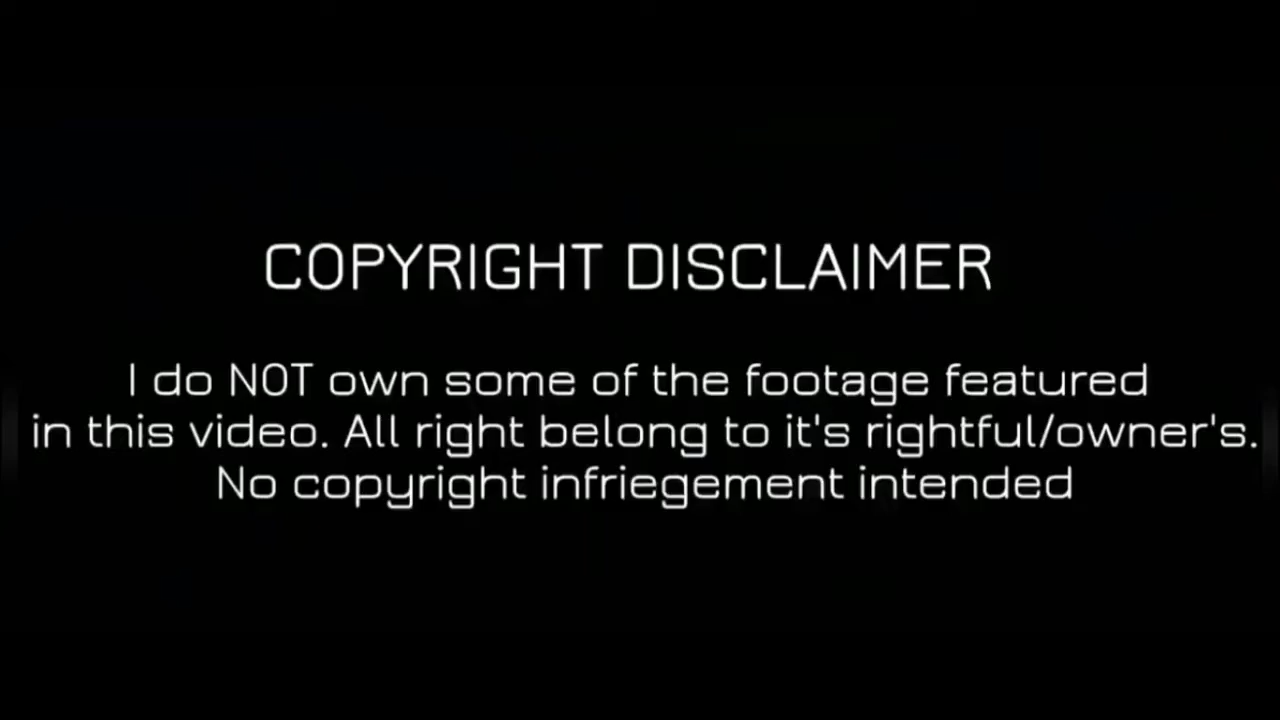 COPYRIGHT DISCLAIMER
I do NOT own some of the footage featured
in this video. All right belong to it's rightful/owner's.
No copyright infriegement intended